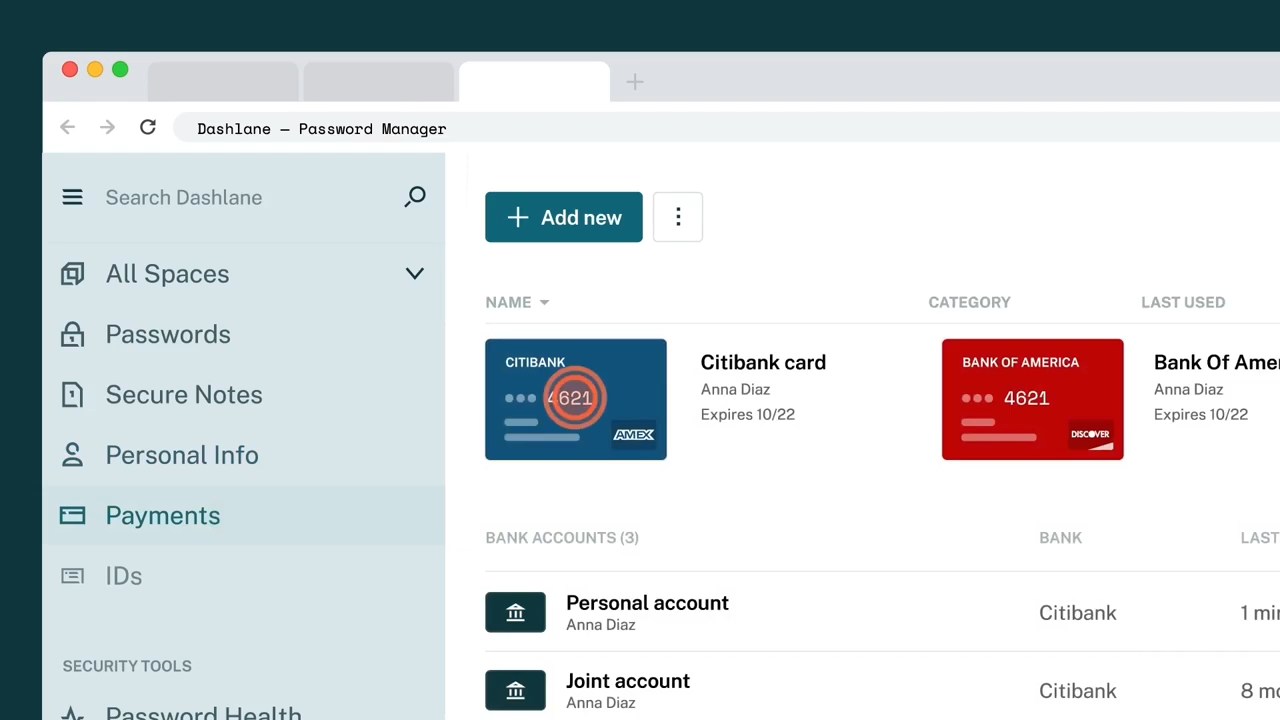 Dashlane — Password Manager
Search Dashlane
All Spaces
Passwords
Secure Notes
Personal Info
Payments
IDs
SECURITY TOOLS
Password Health
Add new
NAME
CATEGORY
LAST USED
CITIBANK
4621
AMEX
Citibank card
Anna Diaz
Expires 10/22
BANK OF AMERICA
4621
DISCOVER
Bank Of Ame
Anna Diaz
Expires 10/22
BANK ACCOUNTS (3)
BANK
LAST
Personal account
Anna Diaz
Citibank
1 min
Joint account
Anna Diaz
Citibank
8 mo